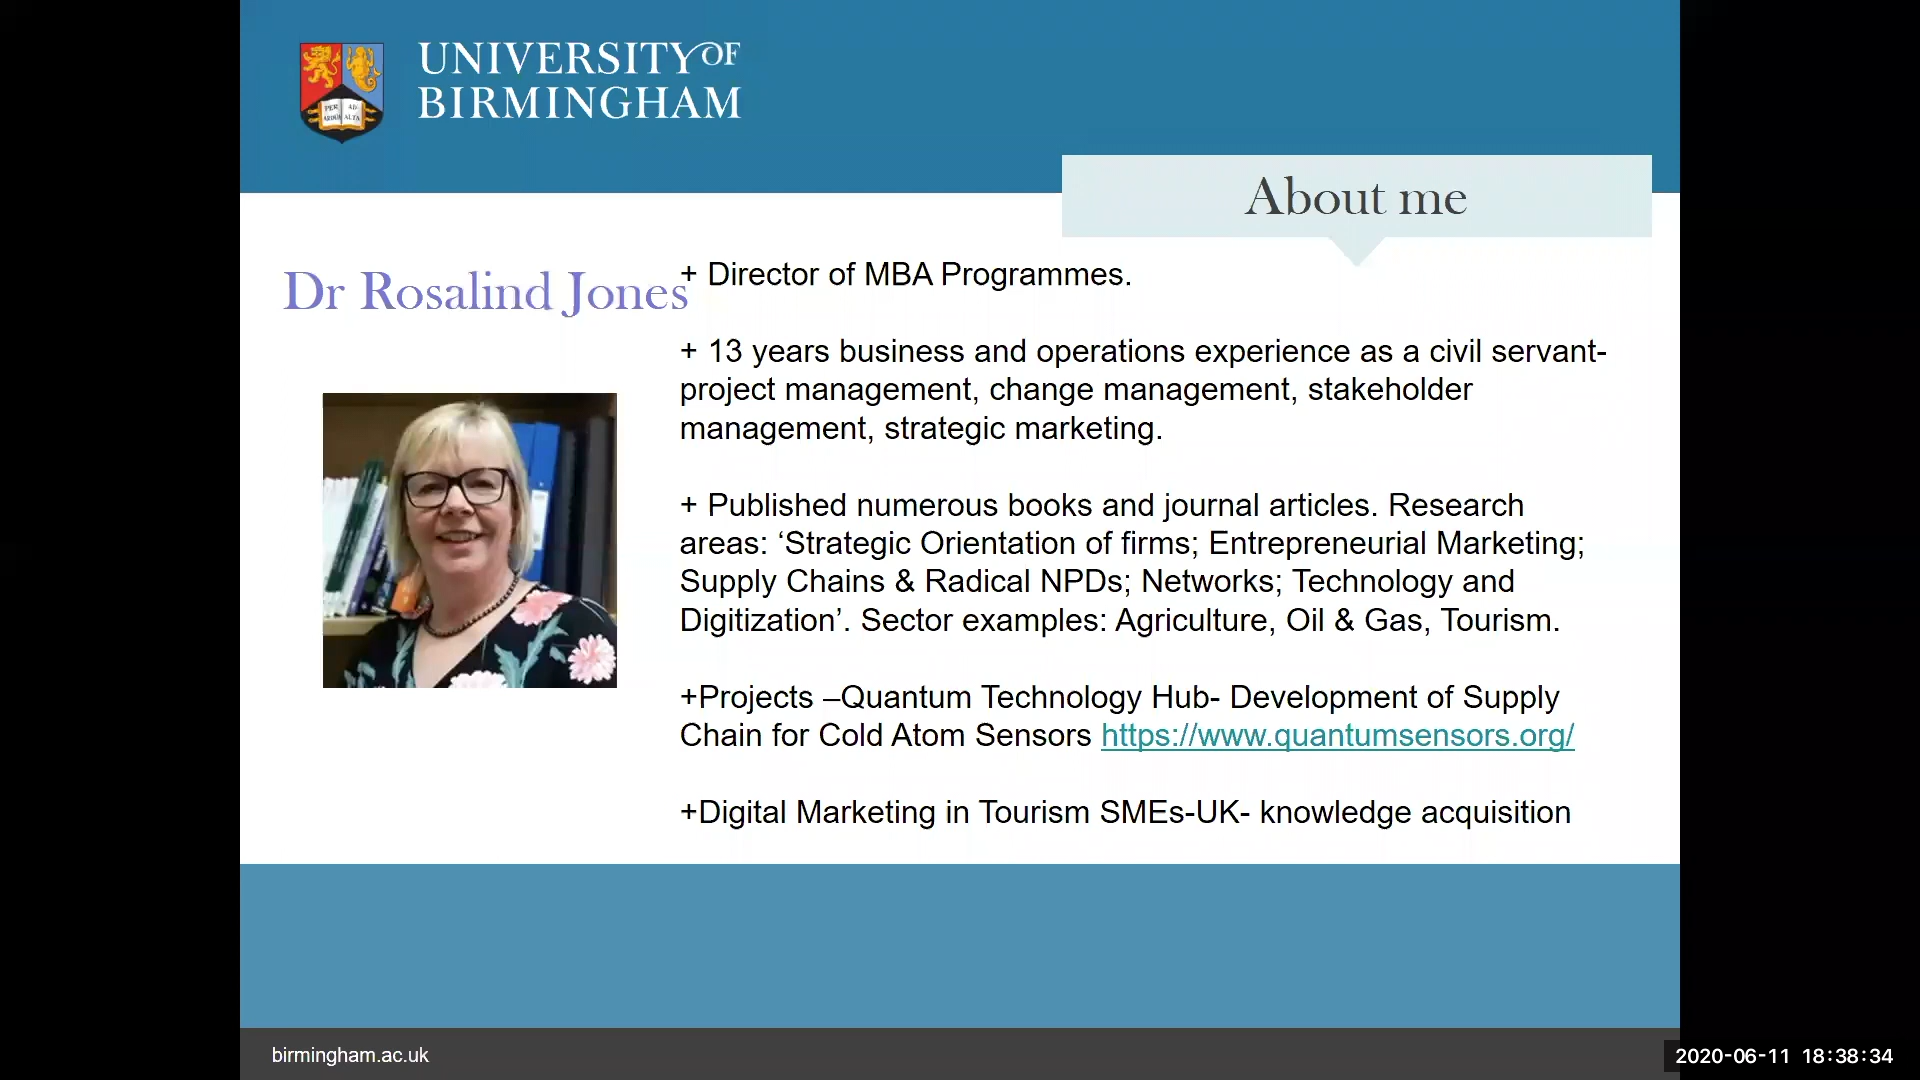 UNIVERSITY OF
BIRMINGHAM
PER AD
ARDUA ALTA
About me
Dr Rosalind Jones
+ Director of MBA Programmes.
+ 13 years business and operations experience as a civil servant-
project management, change management, stakeholder
management, strategic marketing.
+ Published numerous books and journal articles. Research
areas: ‘Strategic Orientation of firms; Entrepreneurial Marketing;
Supply Chains & Radical NPDs; Networks; Technology and
Digitization’. Sector examples: Agriculture, Oil & Gas, Tourism.
+Projects –Quantum Technology Hub- Development of Supply
Chain for Cold Atom Sensors https://www.quantumsensors.org/
+Digital Marketing in Tourism SMEs-UK- knowledge acquisition
birmingham.ac.uk
2020-06-11 18:38:34